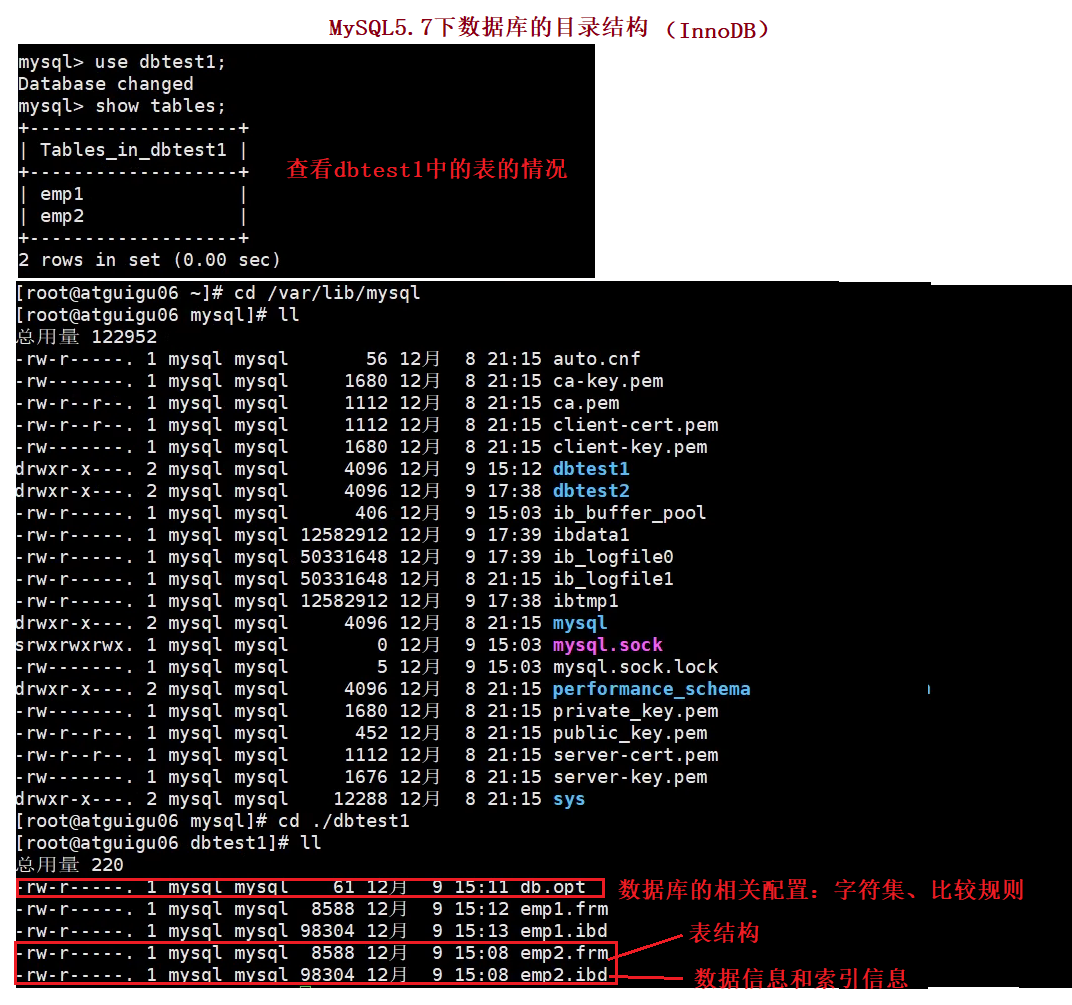 MySQL5.7下数据库的目录结构 （InnoDB）
mysql> use dbtest1;
Database changed
mysql> show tables;
+-------------------+
| Tables_in_dbtest1 |
+-------------------+
查看dbtest1中的表的情况
| emp1              |
| emp2              |
+-------------------+
2 rows in set (0.00 sec)
[root@atguigu06 ~]# cd /var/lib/mysql
[root@atguigu06 mysql]# ll
总用量 122952
-rw-r-----. 1 mysql mysql       56 12月  8 21:15 auto.cnf
-rw-------. 1 mysql mysql     1680 12月  8 21:15 ca-key.pem
-rw-r--r--. 1 mysql mysql     1112 12月  8 21:15 ca.pem
-rw-r--r--. 1 mysql mysql     1112 12月  8 21:15 client-cert.pem
-rw-------. 1 mysql mysql     1680 12月  8 21:15 client-key.pem
drwxr-x---. 2 mysql mysql     4096 12月  9 15:12 dbtest1
drwxr-x---. 2 mysql mysql     4096 12月  9 17:38 dbtest2
-rw-r-----. 1 mysql mysql      406 12月  9 15:03 ib_buffer_pool
-rw-r-----. 1 mysql mysql 12582912 12月  9 17:39 ibdata1
-rw-r-----. 1 mysql mysql 50331648 12月  9 17:39 ib_logfile0
-rw-r-----. 1 mysql mysql 50331648 12月  8 21:15 ib_logfile1
-rw-r-----. 1 mysql mysql 12582912 12月  9 17:38 ibtmp1
drwxr-x---. 2 mysql mysql     4096 12月  8 21:15 mysql
srwxrwxrwx. 1 mysql mysql        0 12月  9 15:03 mysql.sock
-rw-------. 1 mysql mysql        5 12月  9 15:03 mysql.sock.lock
drwxr-x---. 2 mysql mysql     4096 12月  8 21:15 performance_schema
-rw-------. 1 mysql mysql     1680 12月  8 21:15 private_key.pem
-rw-r--r--. 1 mysql mysql      452 12月  8 21:15 public_key.pem
-rw-r--r--. 1 mysql mysql     1112 12月  8 21:15 server-cert.pem
-rw-------. 1 mysql mysql     1676 12月  8 21:15 server-key.pem
drwxr-x---. 2 mysql mysql    12288 12月  8 21:15 sys
[root@atguigu06 mysql]# cd ./dbtest1
[root@atguigu06 dbtest1]# ll
总用量 220
-rw-r-----. 1 mysql mysql    61 12月  9 15:11 db.opt
数据库的相关配置：字符集、比较规则
-rw-r-----. 1 mysql mysql  8588 12月  9 15:12 emp1.frm
-rw-r-----. 1 mysql mysql 98304 12月  9 15:13 emp1.ibd
表结构
-rw-r-----. 1 mysql mysql  8588 12月  9 15:08 emp2.frm
-rw-r-----. 1 mysql mysql 98304 12月  9 15:08 emp2.ibd
数据信息和索引信息